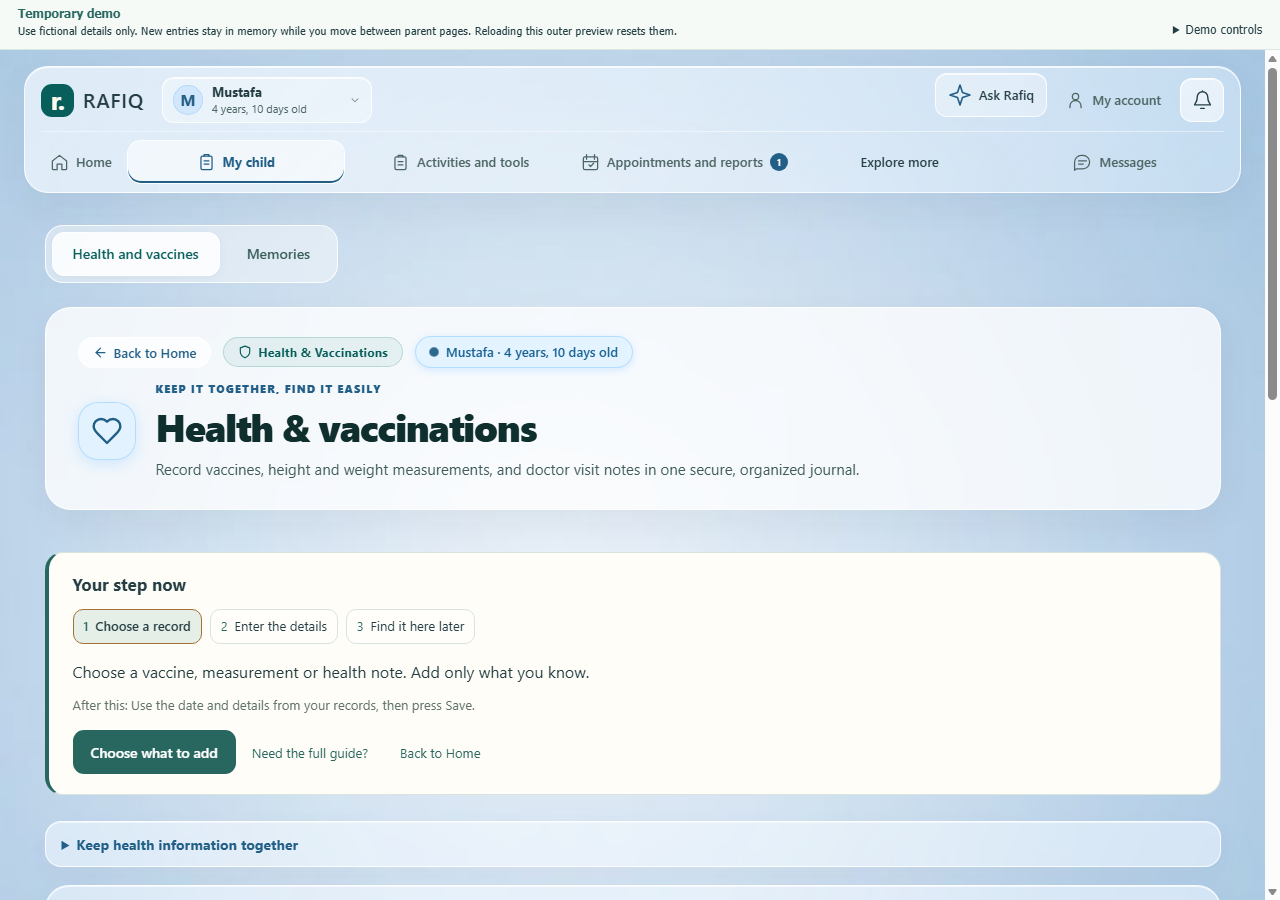 Temporary demo
Use fictional details only. New entries stay in memory while you move between parent pages. Reloading this outer preview resets them.
Demo controls
r. RAFIQ
M
Mustafa
4 years, 10 days old
Ask Rafiq
My account
Home
My child
Activities and tools
Appointments and reports 1
Explore more
Messages
Health and vaccines
Memories
Back to Home
Health & Vaccinations
Mustafa · 4 years, 10 days old
KEEP IT TOGETHER, FIND IT EASILY
Health & vaccinations
Record vaccines, height and weight measurements, and doctor visit notes in one secure, organized journal.
Your step now
1 Choose a record
2 Enter the details
3 Find it here later
Choose a vaccine, measurement or health note. Add only what you know.
After this: Use the date and details from your records, then press Save.
Choose what to add
Need the full guide?
Back to Home
Keep health information together